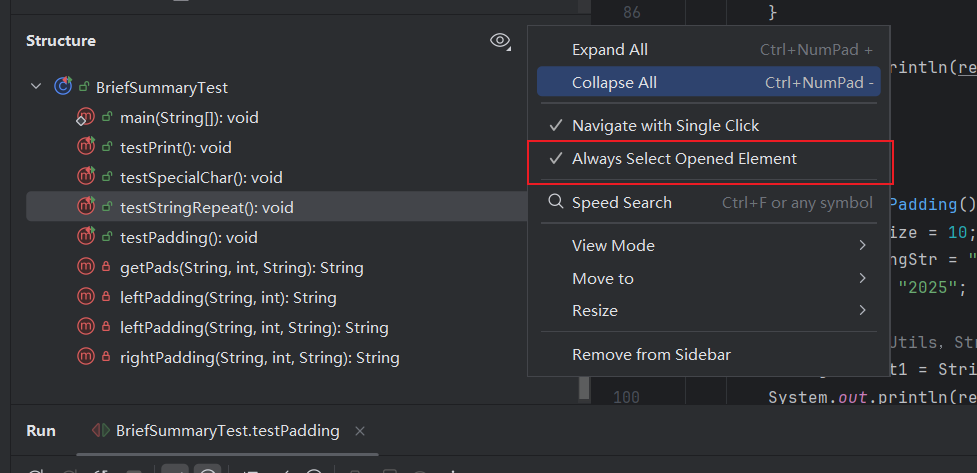 Structure
BriefSummaryTest
main(String[]): void
testPrint(): void
testSpecialChar(): void
testStringRepeat(): void
testPadding(): void
getPads(String, int, String): String
leftPadding(String, int): String
leftPadding(String, int, String): String
rightPadding(String, int, String): String
Expand All Ctrl+NumPad +
Collapse All Ctrl+NumPad -
Navigate with Single Click
Always Select Opened Element
Speed Search Ctrl+F or any symbol
View Mode
Move to
Resize
Remove from Sidebar
86 }
rintln(re
Padding()
ize = 10;
ngStr = "
"2025";
Utils, Str
t1 = Stri
100 System.out.println(re
Run BriefSummaryTest.testPadding